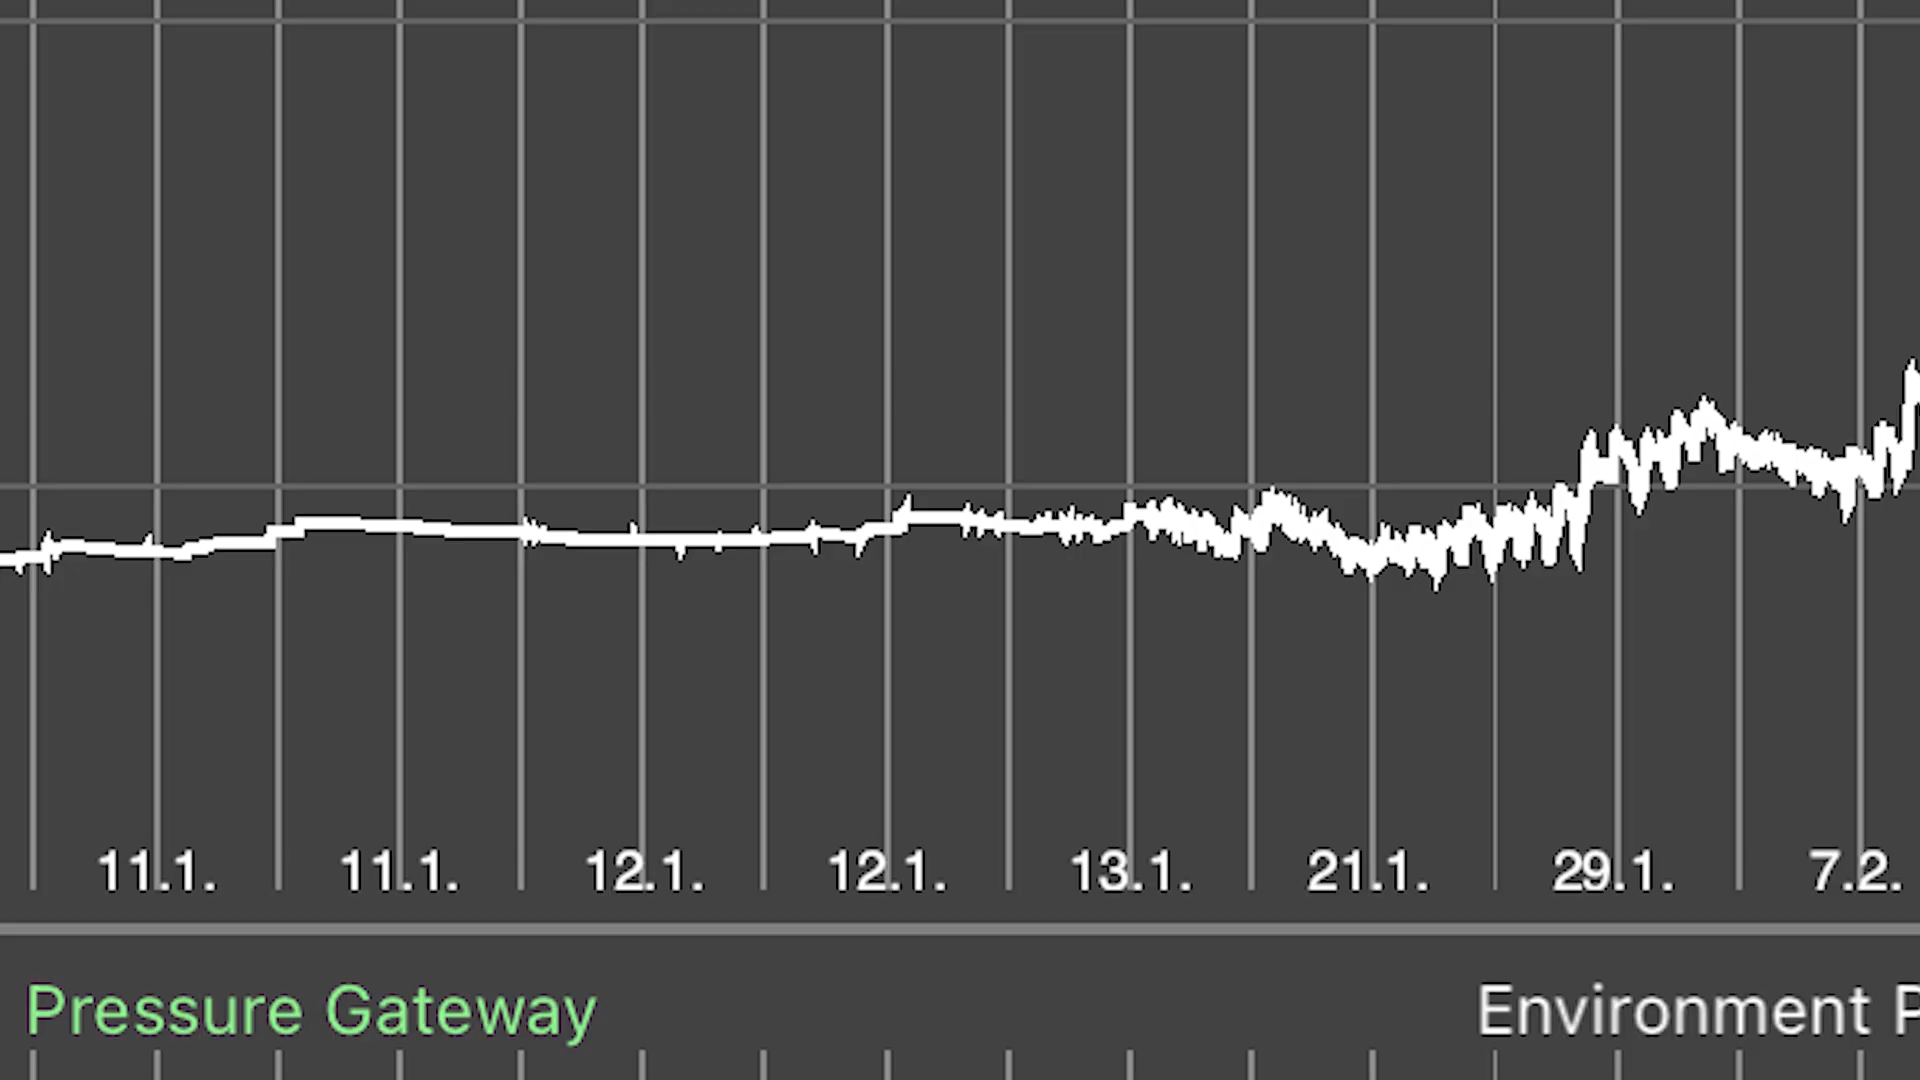 11.1. 11.1. 12.1. 12.1. 13.1. 21.1. 29.1. 7.2.
Pressure Gateway Environment P